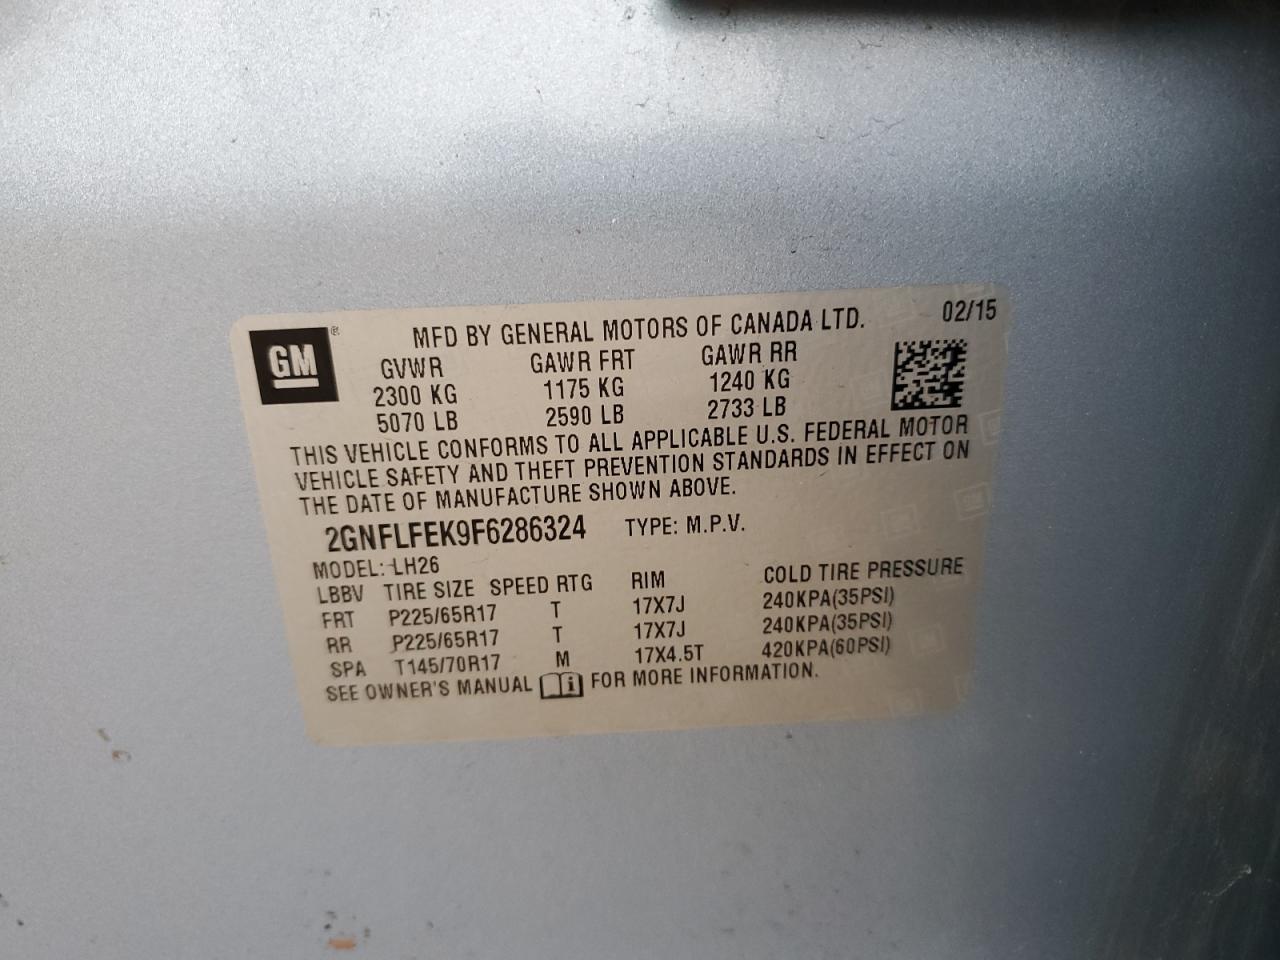 GM ®
MFD BY GENERAL MOTORS OF CANADA LTD. 02/15
GVWR GAWR FRT GAWR RR
2300 KG 1175 KG 1240 KG
5070 LB 2590 LB 2733 LB
THIS VEHICLE CONFORMS TO ALL APPLICABLE U.S. FEDERAL MOTOR
VEHICLE SAFETY AND THEFT PREVENTION STANDARDS IN EFFECT ON
THE DATE OF MANUFACTURE SHOWN ABOVE.
2GNFLFEK9F6286324 TYPE: M.P.V.
MODEL: LH26
LBBV TIRE SIZE SPEED RTG RIM COLD TIRE PRESSURE
FRT P225/65R17 T 17X7J 240KPA(35PSI)
RR P225/65R17 T 17X7J 240KPA(35PSI)
SPA T145/70R17 M 17X4.5T 420KPA(60PSI)
SEE OWNER'S MANUAL i FOR MORE INFORMATION.